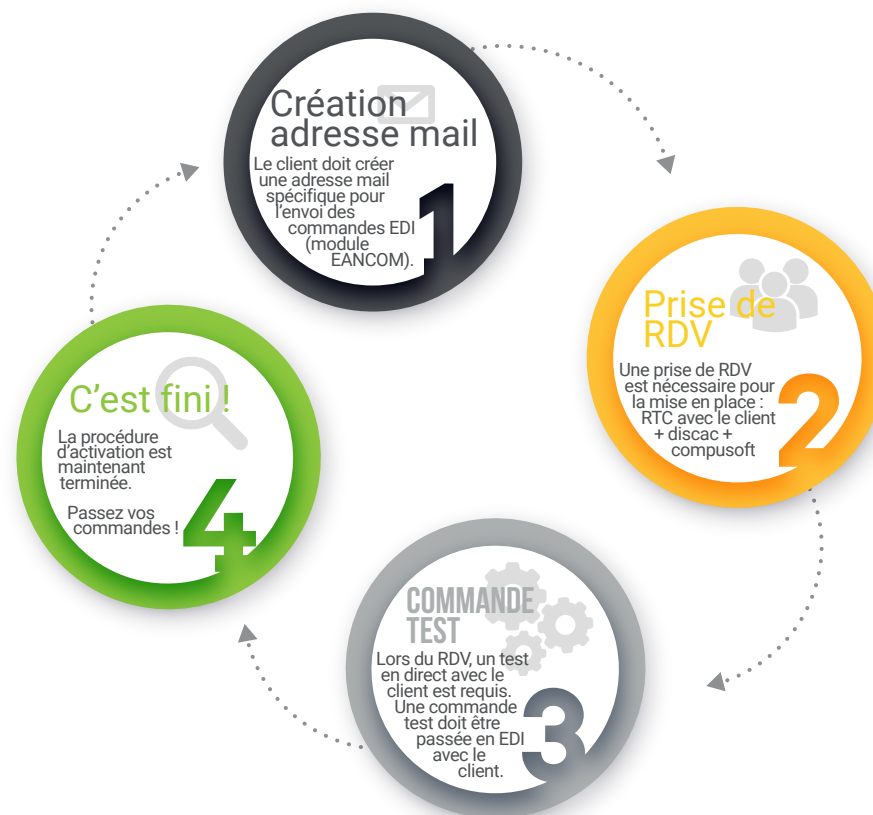 Création
adresse mail
Le client doit créer
une adresse mail
spécifique pour
l'envoi des
commandes EDI
(module
EANCOM).
1
Prise de
RDV
Une prise de RDV
est nécessaire pour
la mise en place :
RTC avec le client
+ discac +
compusoft
2
COMMANDE
TEST
Lors du RDV, un test
en direct avec le
client est requis.
Une commande
test doit être
passée en EDI
avec le
client.
3
C’est fini !
La procédure
d’activation est
maintenant
terminée.
Passez vos
commandes !
4